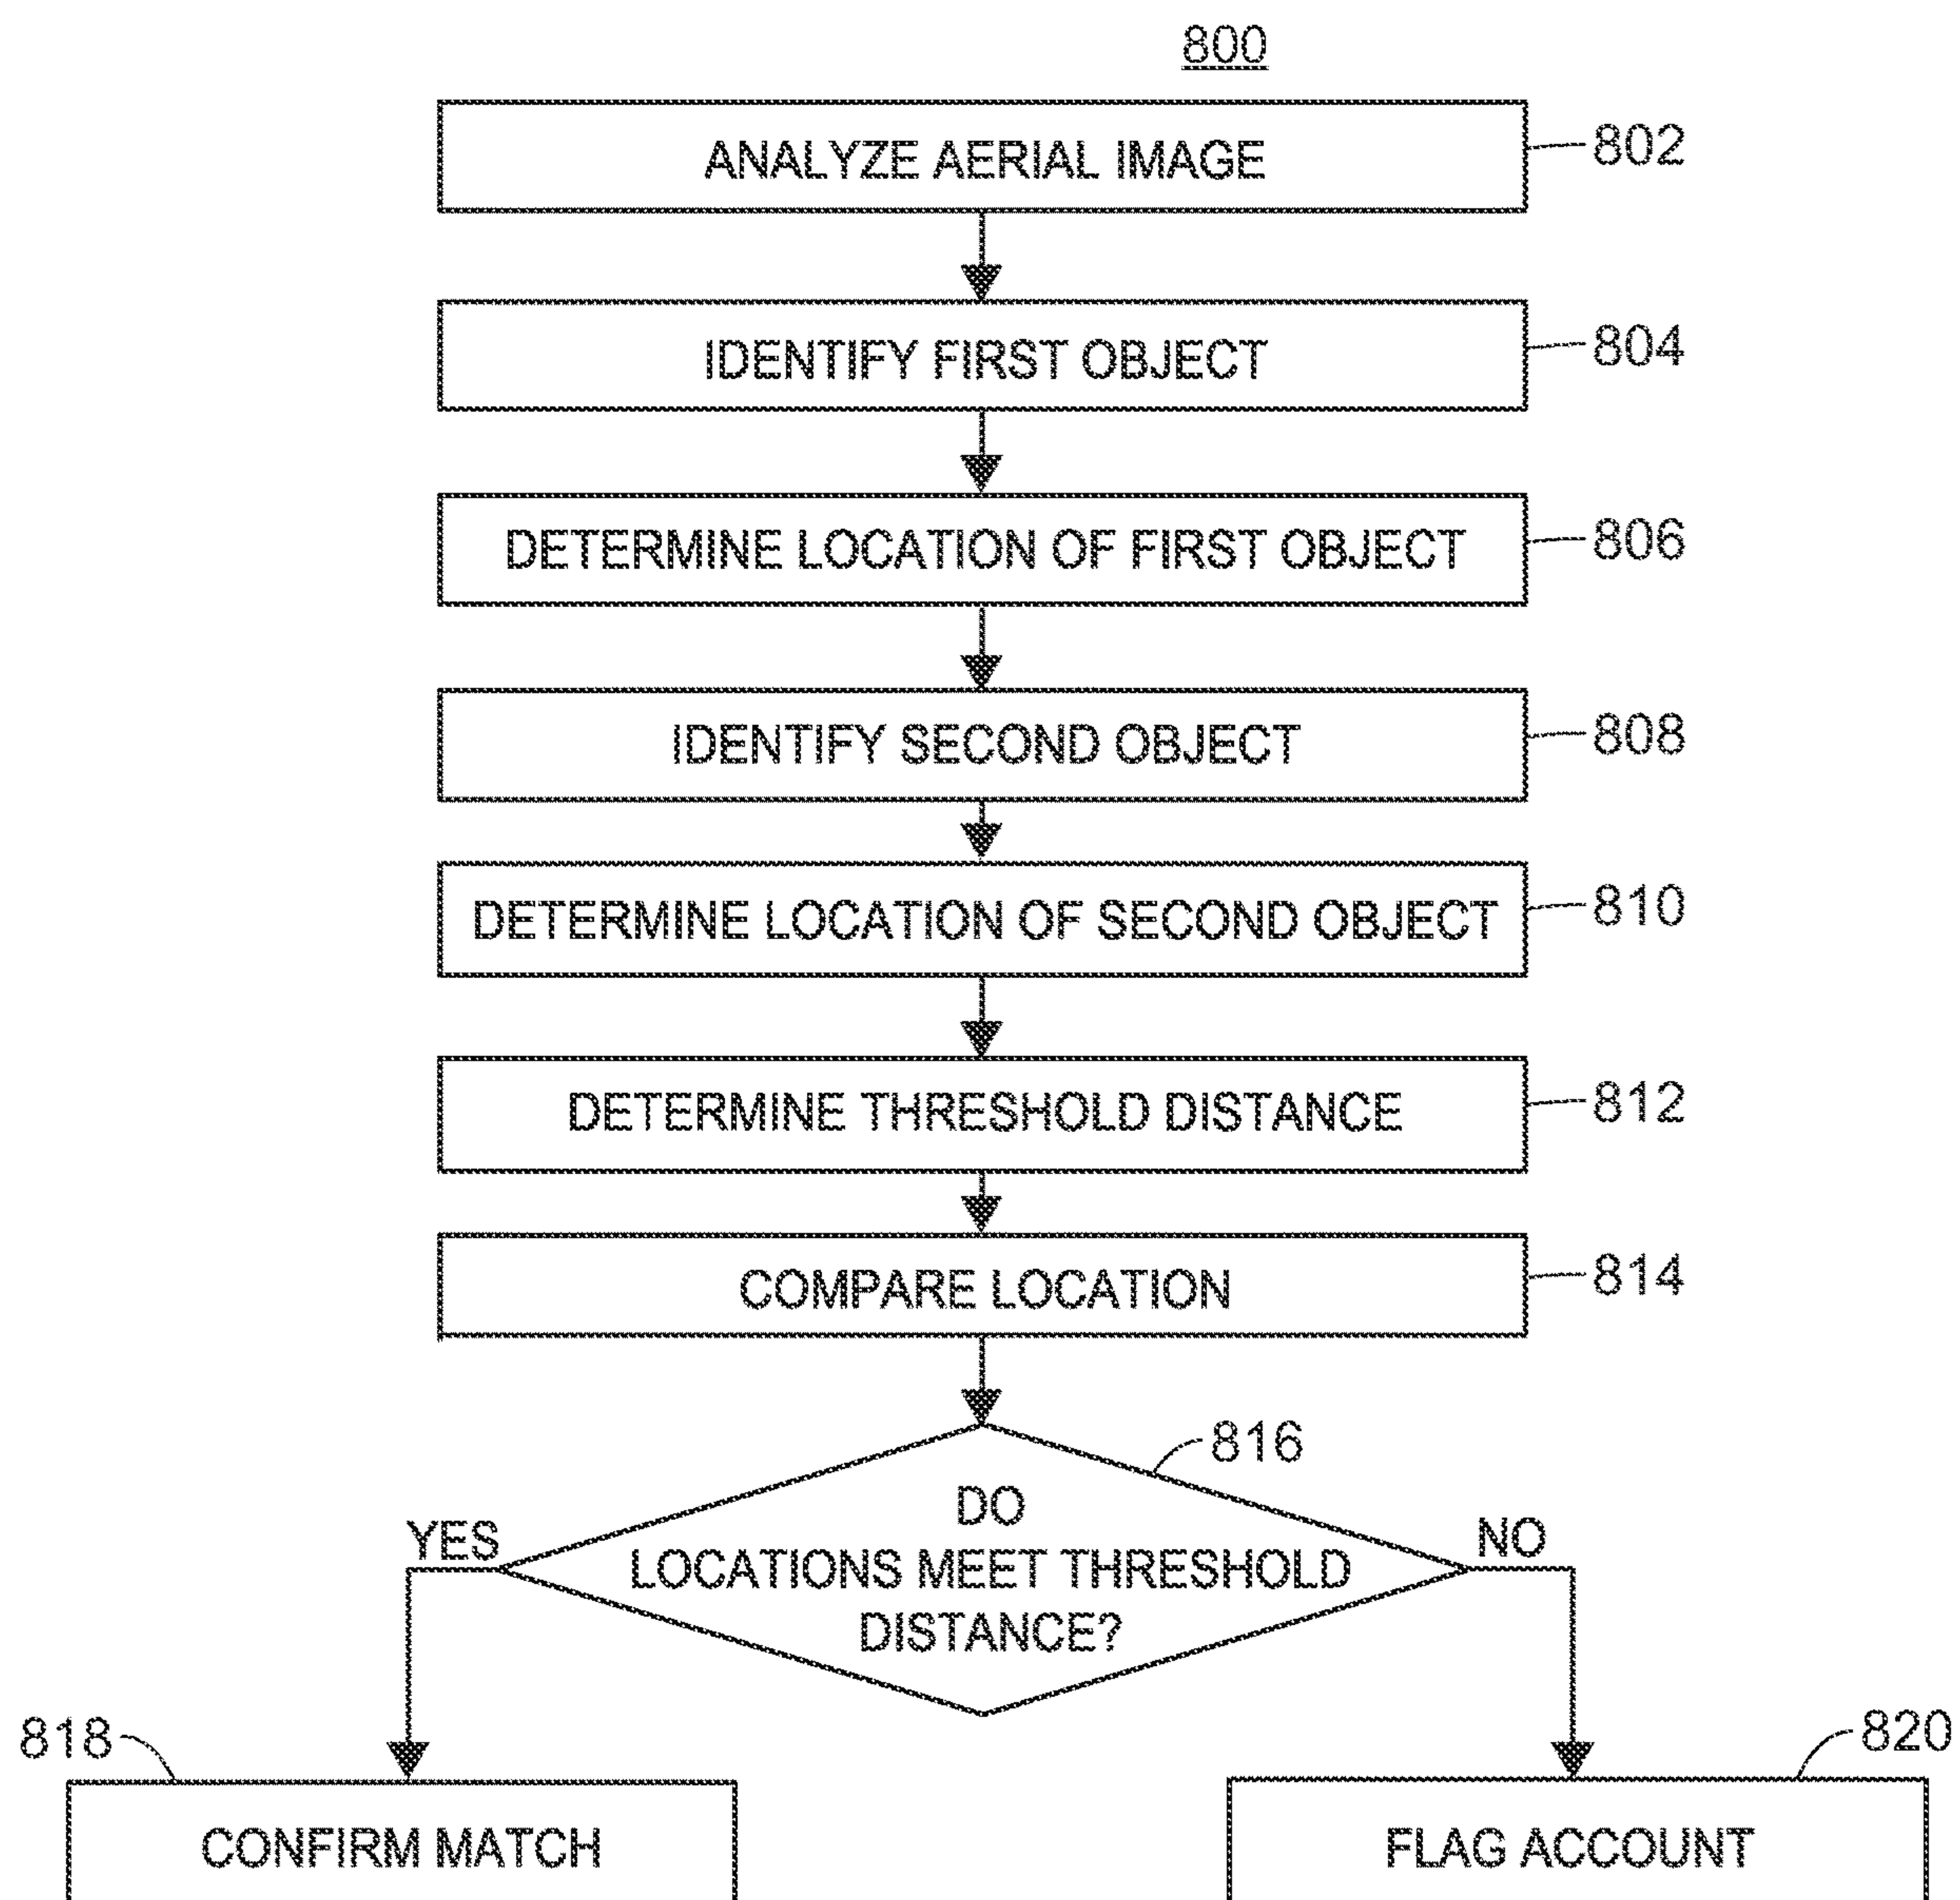 800
ANALYZE AERIAL IMAGE
802
IDENTIFY FIRST OBJECT
804
DETERMINE LOCATION OF FIRST OBJECT
806
IDENTIFY SECOND OBJECT
808
DETERMINE LOCATION OF SECOND OBJECT
810
DETERMINE THRESHOLD DISTANCE
812
COMPARE LOCATION
814
816
DO
LOCATIONS MEET THRESHOLD
DISTANCE?
YES
NO
818
CONFIRM MATCH
820
FLAG ACCOUNT